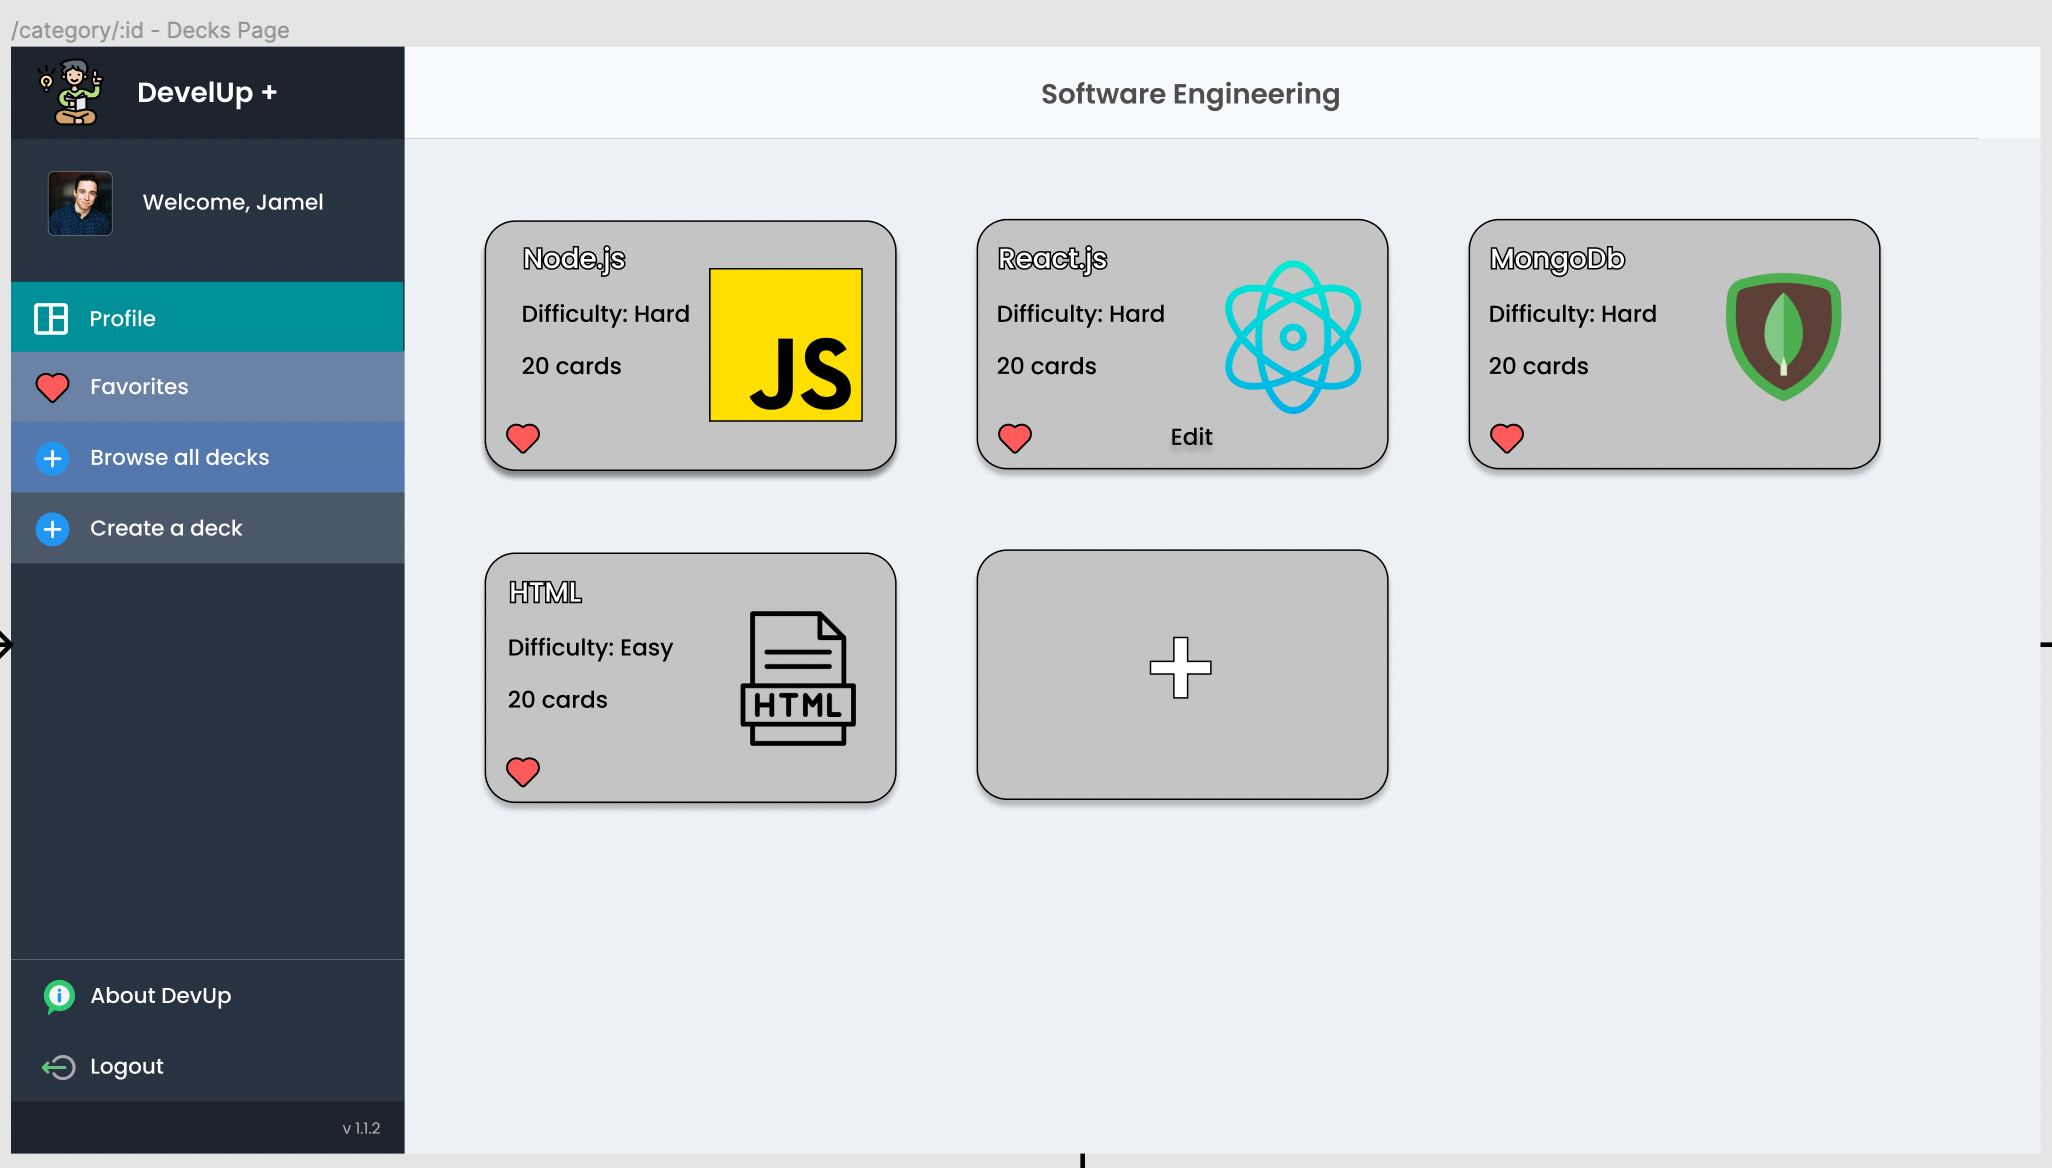 /category/:id - Decks Page
DevelUp +
Software Engineering
Welcome, Jamel
Profile
Favorites
Browse all decks
Create a deck
Node.js
Difficulty: Hard
20 cards
JS
React.js
Difficulty: Hard
20 cards
Edit
MongoDb
Difficulty: Hard
20 cards
HTML
Difficulty: Easy
20 cards
HTML
About DevUp
Logout
v 1.1.2